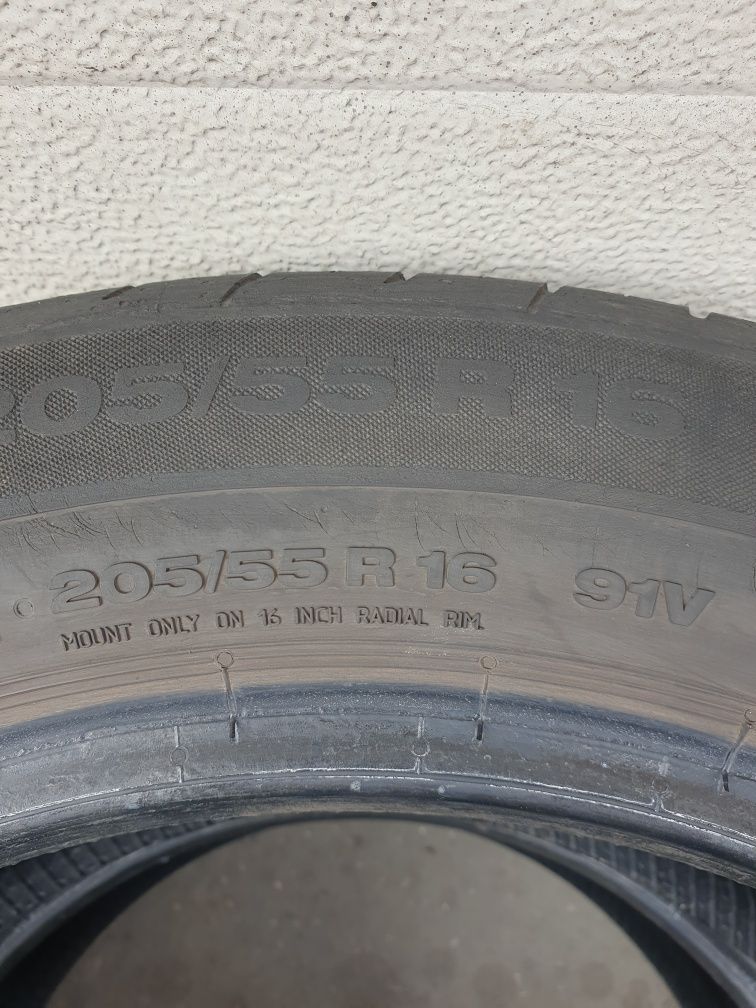 205/55 R 16
205/55 R 16 91V
MOUNT ONLY ON 16 INCH RADIAL RIM.